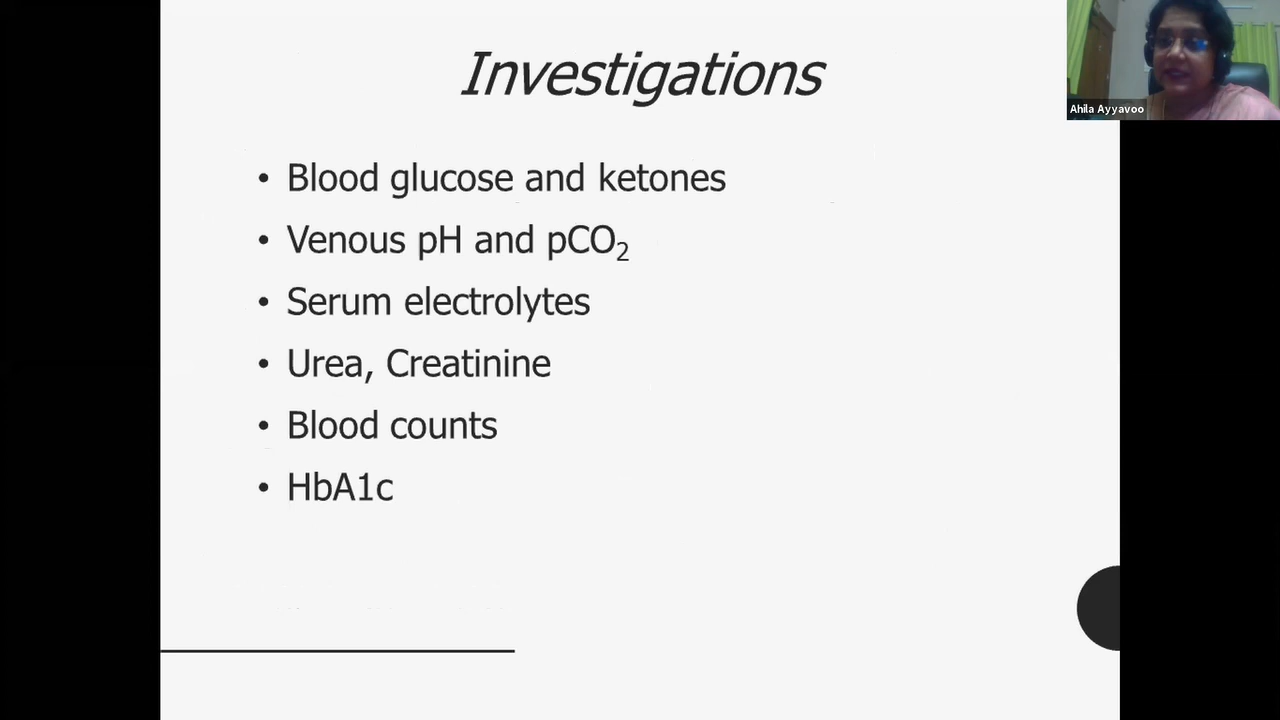 Investigations
• Blood glucose and ketones
• Venous pH and pCO₂
• Serum electrolytes
• Urea, Creatinine
• Blood counts
• HbA1c
Ahila Ayyavoo